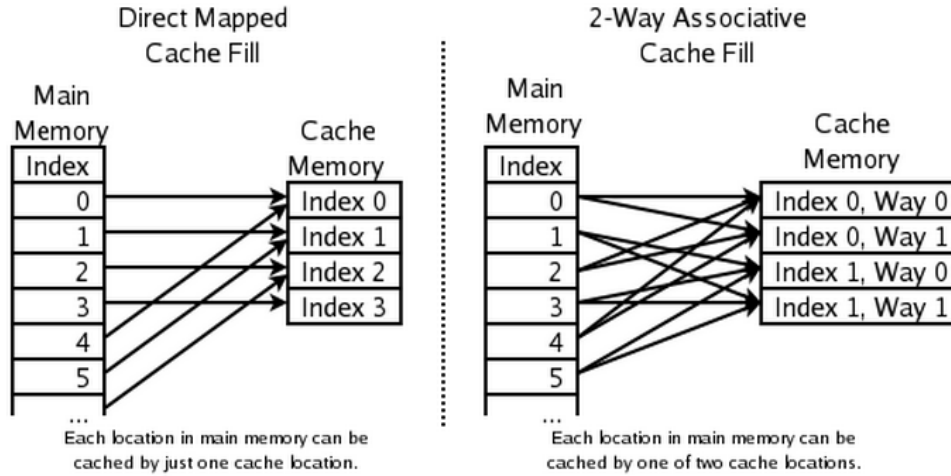 Direct Mapped
Cache Fill
Main
Memory
Index
0
1
2
3
4
5
...
Cache
Memory
Index 0
Index 1
Index 2
Index 3
Each location in main memory can be
cached by just one cache location.
2-Way Associative
Cache Fill
Main
Memory
Index
0
1
2
3
4
5
...
Cache
Memory
Index 0, Way 0
Index 0, Way 1
Index 1, Way 0
Index 1, Way 1
Each location in main memory can be
cached by one of two cache locations.